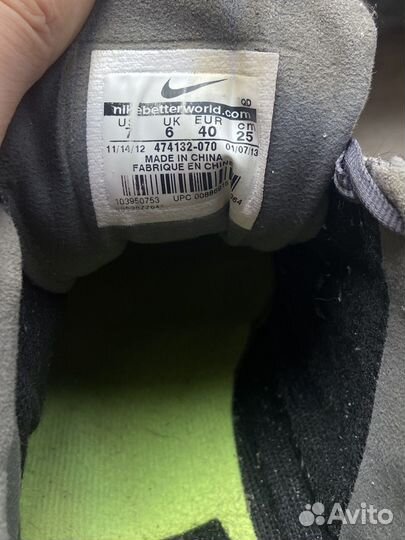 QD
nikebetterworld.com
US UK EUR cm
7 6 40 25
11/14/12 474132-070 01/07/13
MADE IN CHINA
FABRIQUE EN CHINE
103950753 UPC
Avito